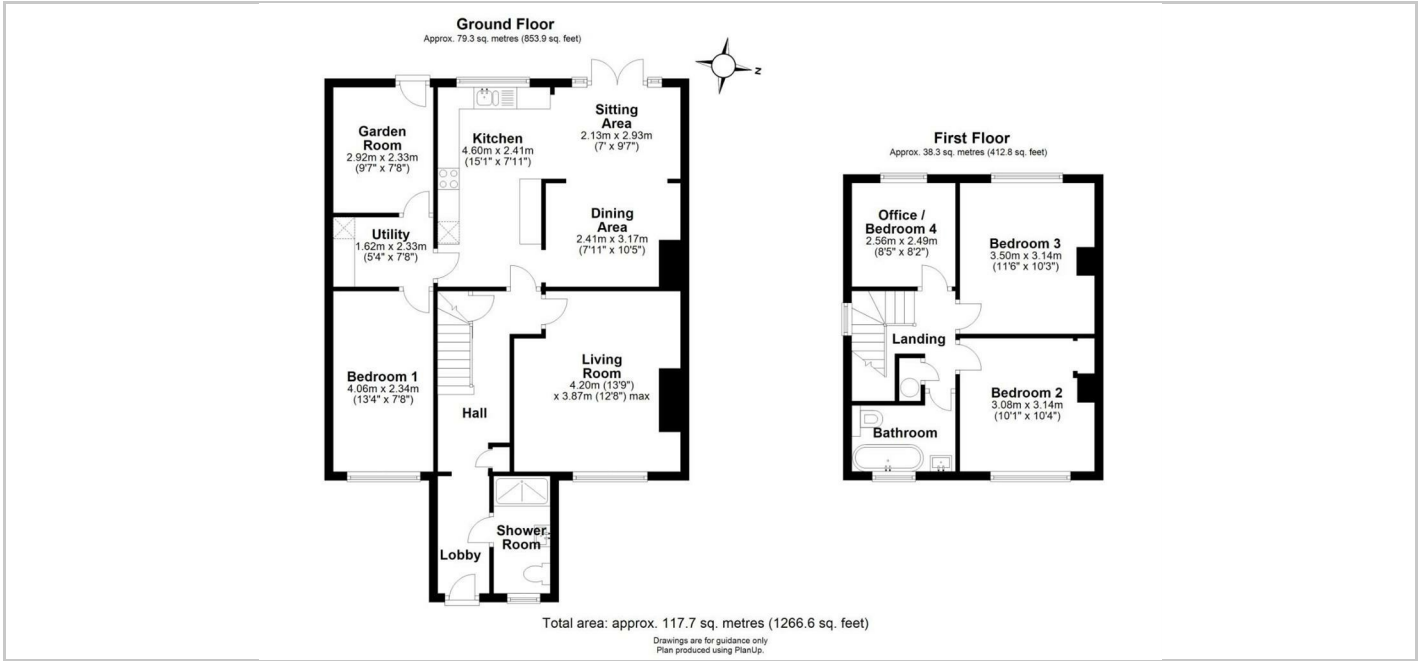 Ground Floor
Approx. 79.3 sq. metres (853.9 sq. feet)
N
Garden
Room
2.92m x 2.33m
(9'7" x 7'8")
Kitchen
4.60m x 2.41m
(15'1" x 7'11")
Sitting
Area
2.13m x 2.93m
(7' x 9'7")
Utility
1.62m x 2.33m
(5'4" x 7'8")
Dining
Area
2.41m x 3.17m
(7'11" x 10'5")
Bedroom 1
4.06m x 2.34m
(13'4" x 7'8")
Hall
Living
Room
4.20m (13'9")
x 3.87m (12'8") max
Lobby
Shower
Room
First Floor
Approx. 38.3 sq. metres (412.8 sq. feet)
Office /
Bedroom 4
2.56m x 2.49m
(8'5" x 8'2")
Bedroom 3
3.50m x 3.14m
(11'6" x 10'3")
Landing
Bedroom 2
3.08m x 3.14m
(10'1" x 10'4")
Bathroom
Total area: approx. 117.7 sq. metres (1266.6 sq. feet)
Drawings are for guidance only
Plan produced using PlanUp.